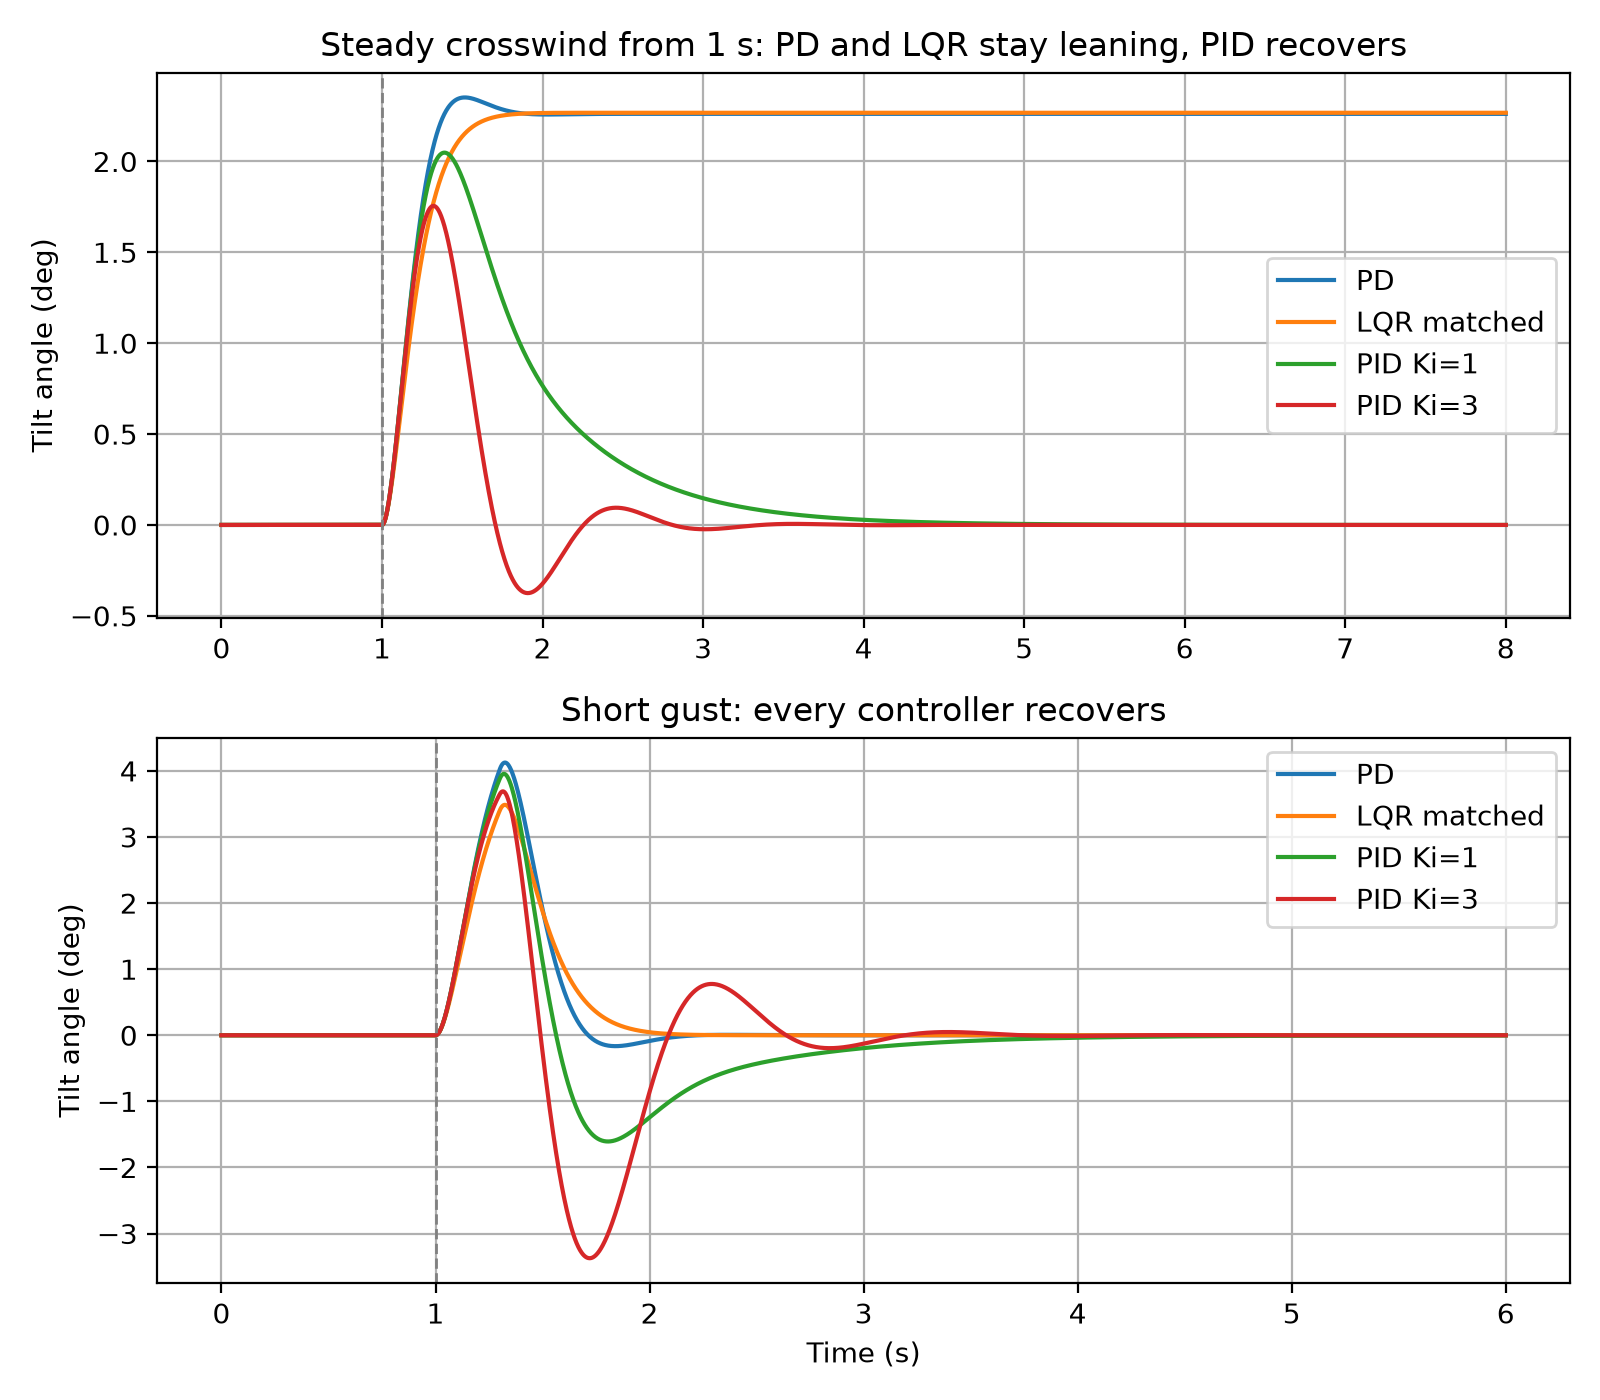 Steady crosswind from 1 s: PD and LQR stay leaning, PID recovers
Tilt angle (deg)
2.0
1.5
1.0
0.5
0.0
−0.5
0 1 2 3 4 5 6 7 8
PD
LQR matched
PID Ki=1
PID Ki=3
Short gust: every controller recovers
Tilt angle (deg)
4
3
2
1
0
−1
−2
−3
0 1 2 3 4 5 6
Time (s)
PD
LQR matched
PID Ki=1
PID Ki=3